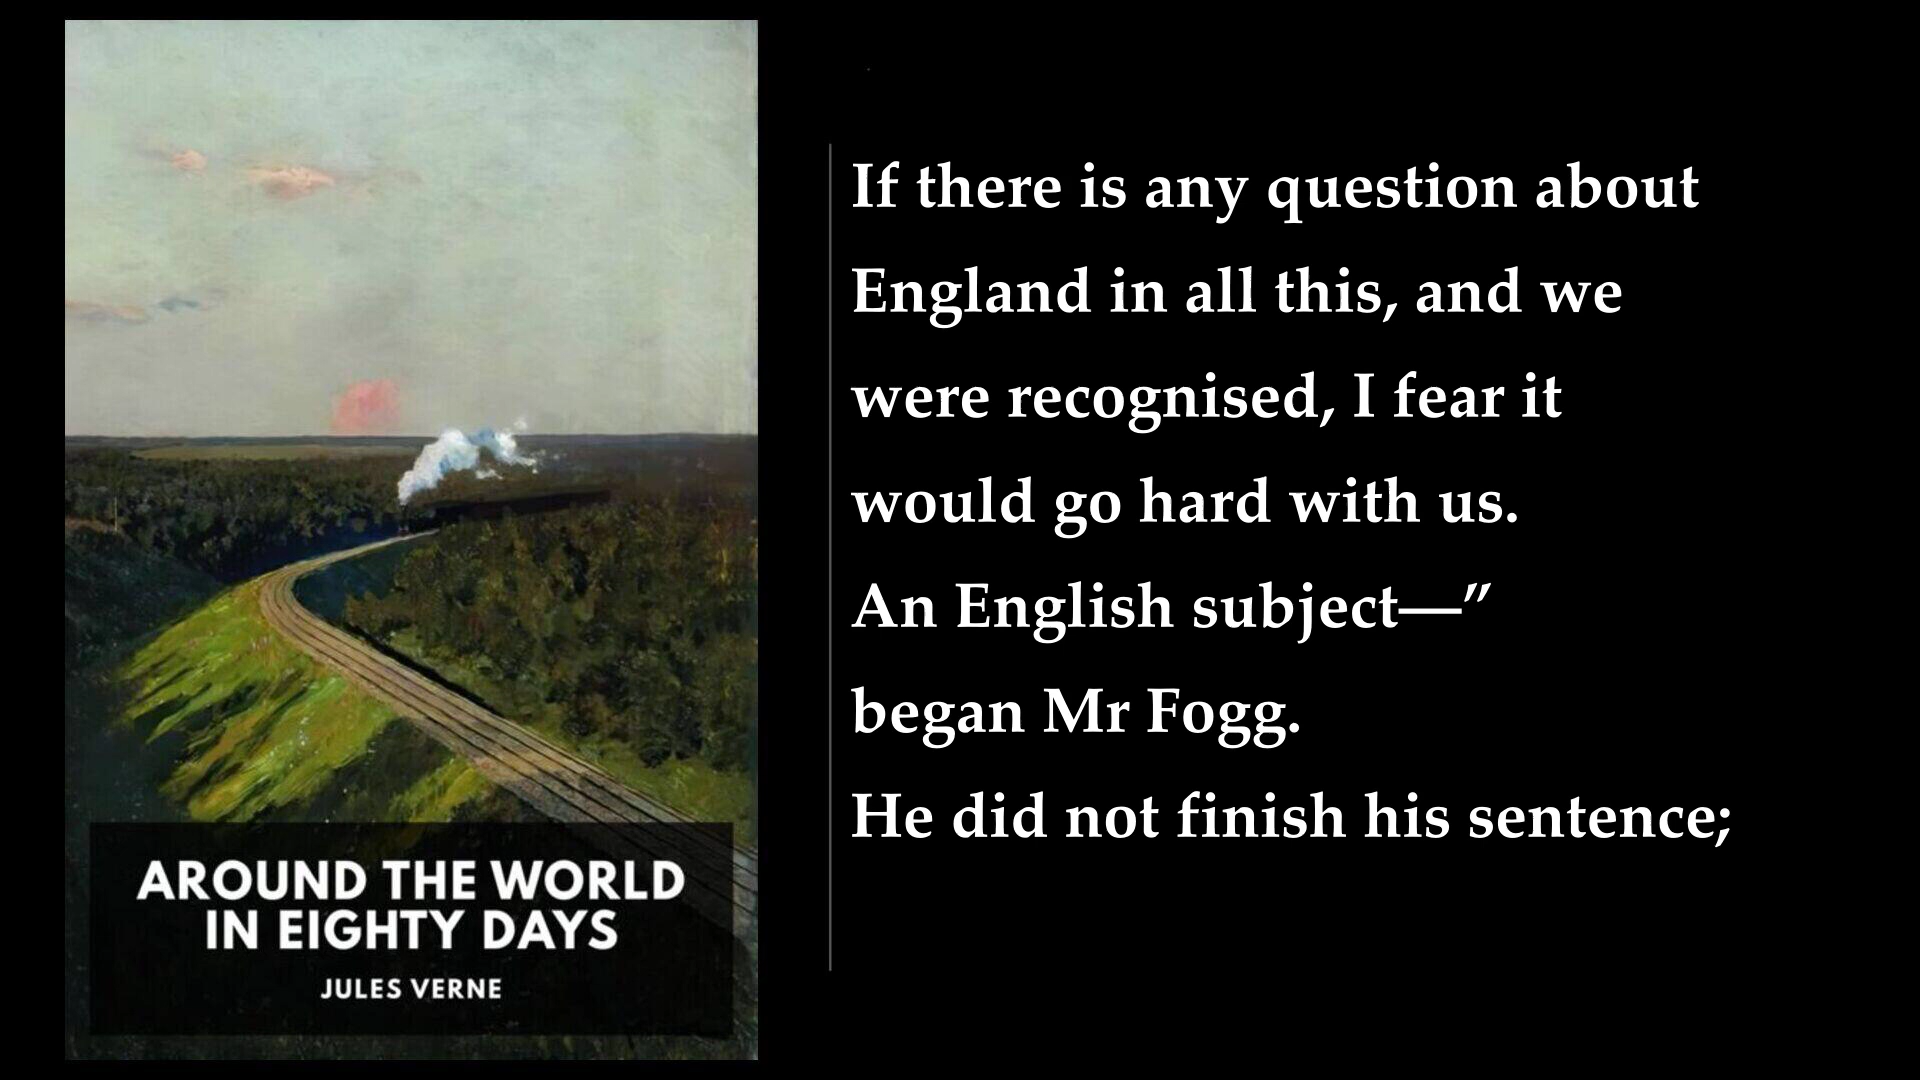 AROUND THE WORLD
IN EIGHTY DAYS
JULES VERNE
If there is any question about
England in all this, and we
were recognised, I fear it
would go hard with us.
An English subject—”
began Mr Fogg.
He did not finish his sentence;